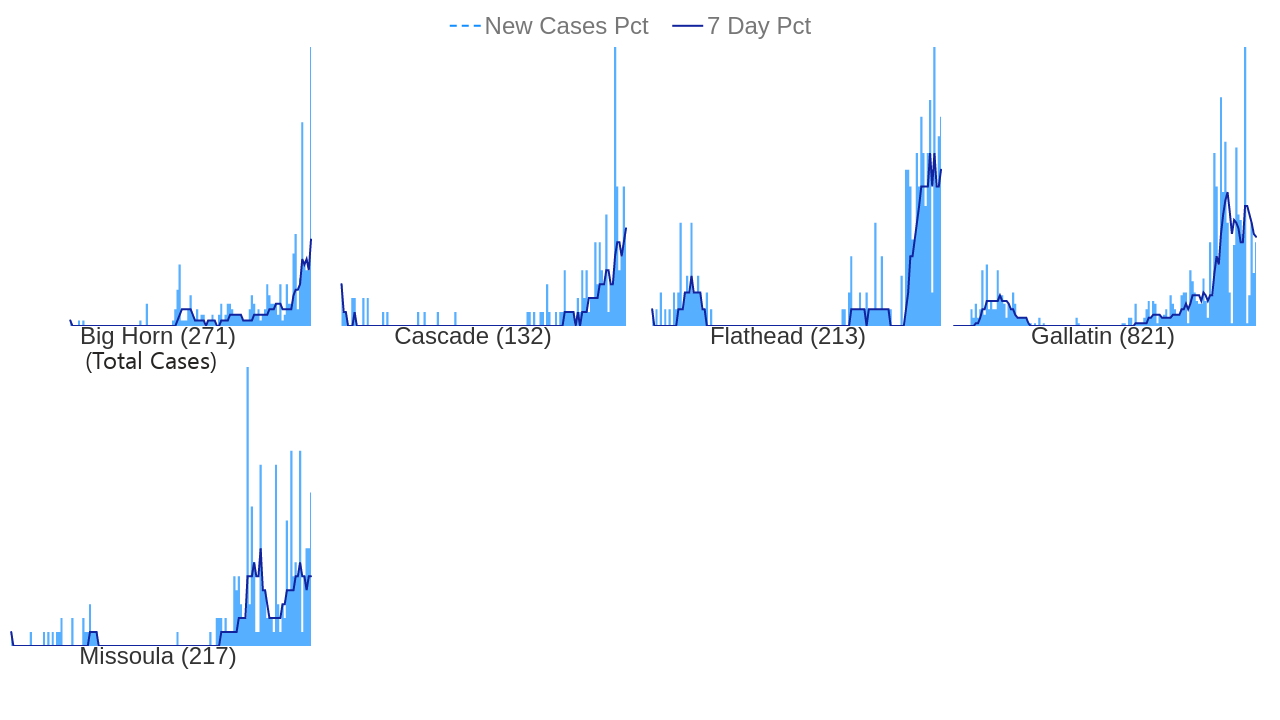 New Cases Pct 7 Day Pct
Big Horn (271) Cascade (132) Flathead (213) Gallatin (821)
(Total Cases)
Missoula (217)